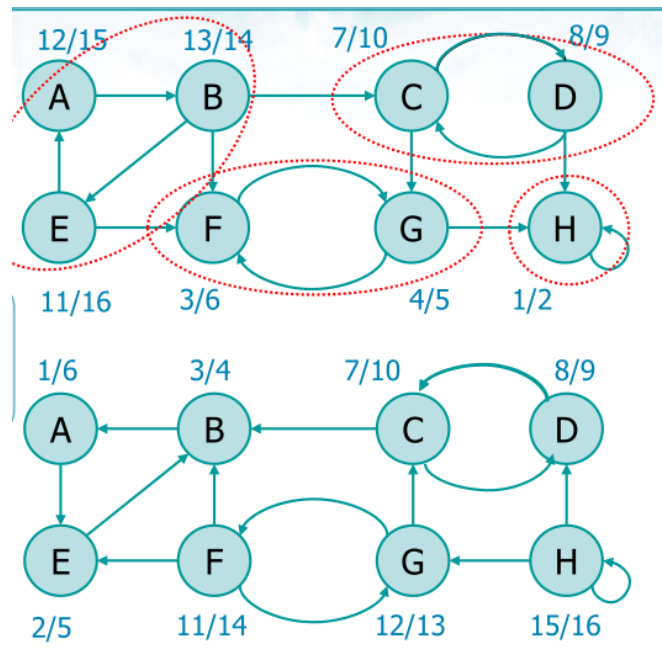 12/15 13/14 7/10 8/9
A B C D
E F G H
11/16 3/6 4/5 1/2
1/6 3/4 7/10 8/9
A B C D
E F G H
2/5 11/14 12/13 15/16